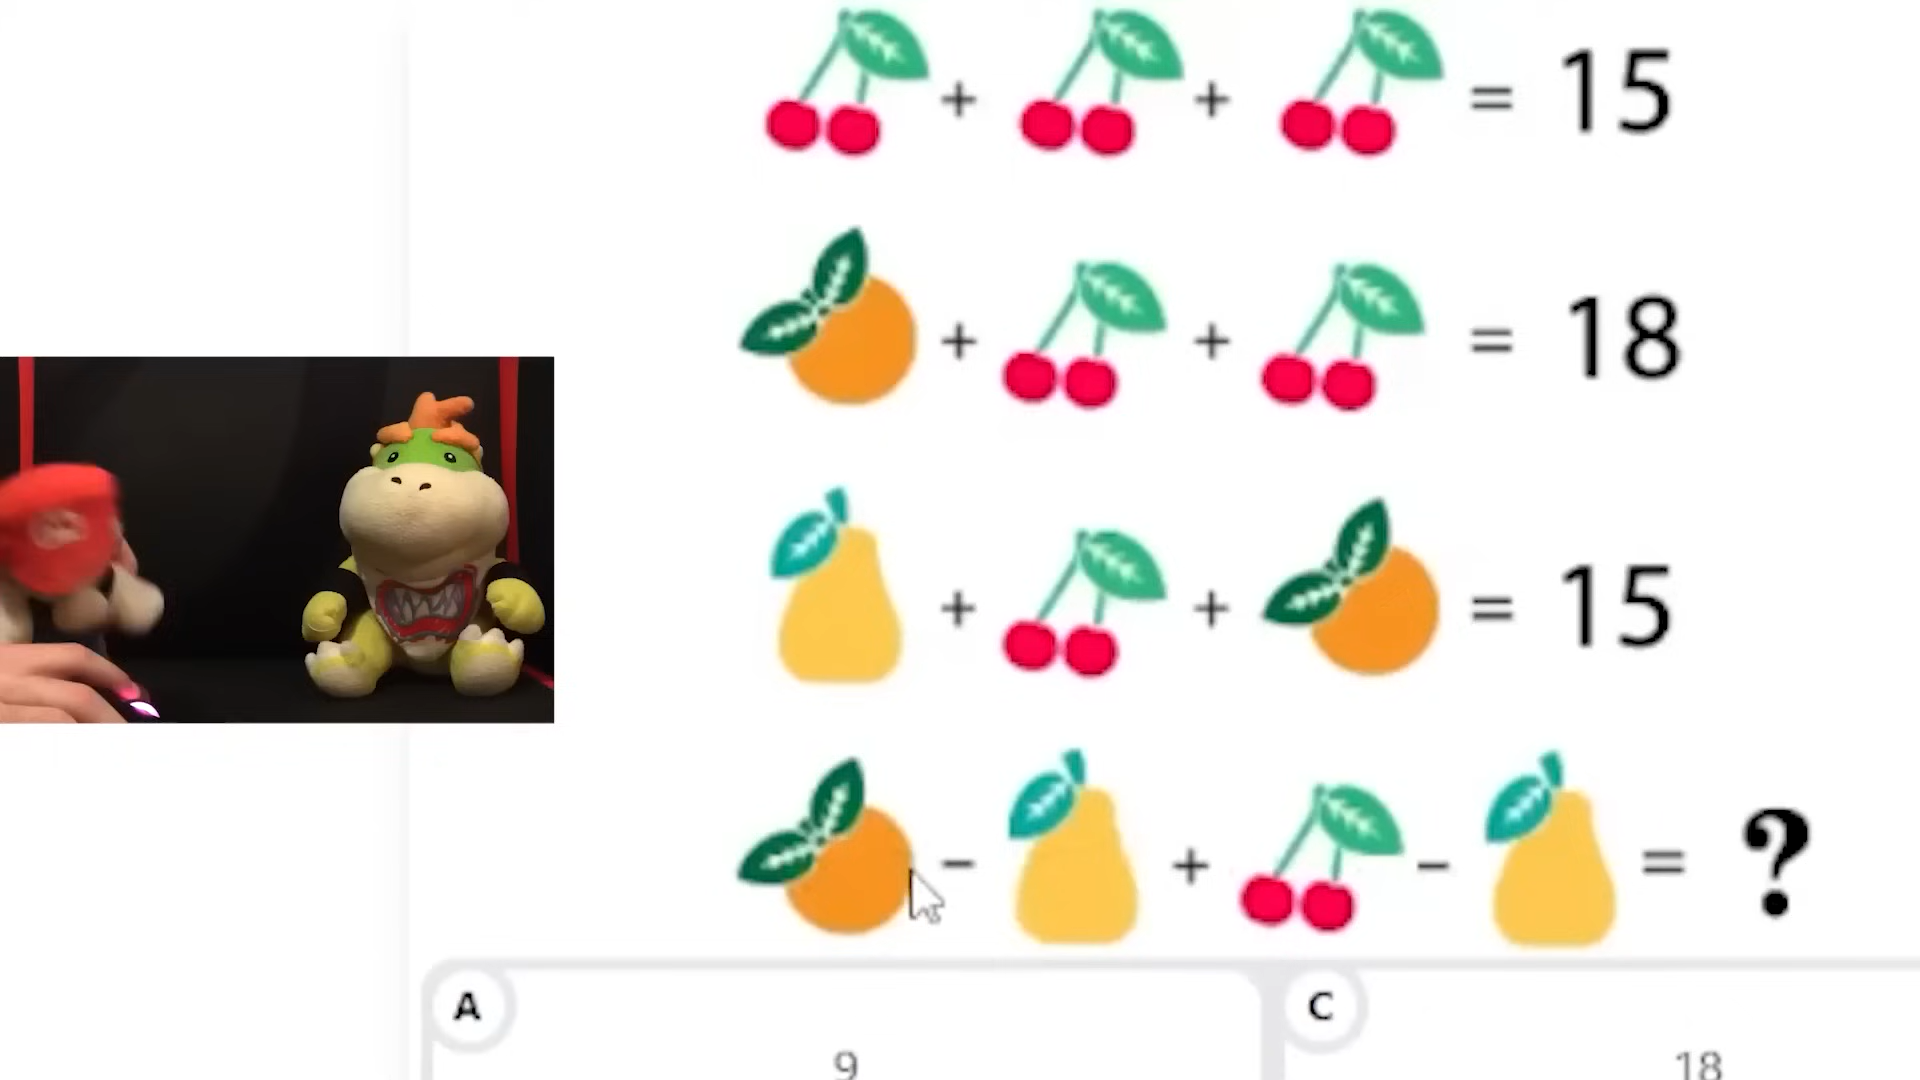 + + = 15
+ + = 18
+ + = 15
- + - = ?
A
9
C
18